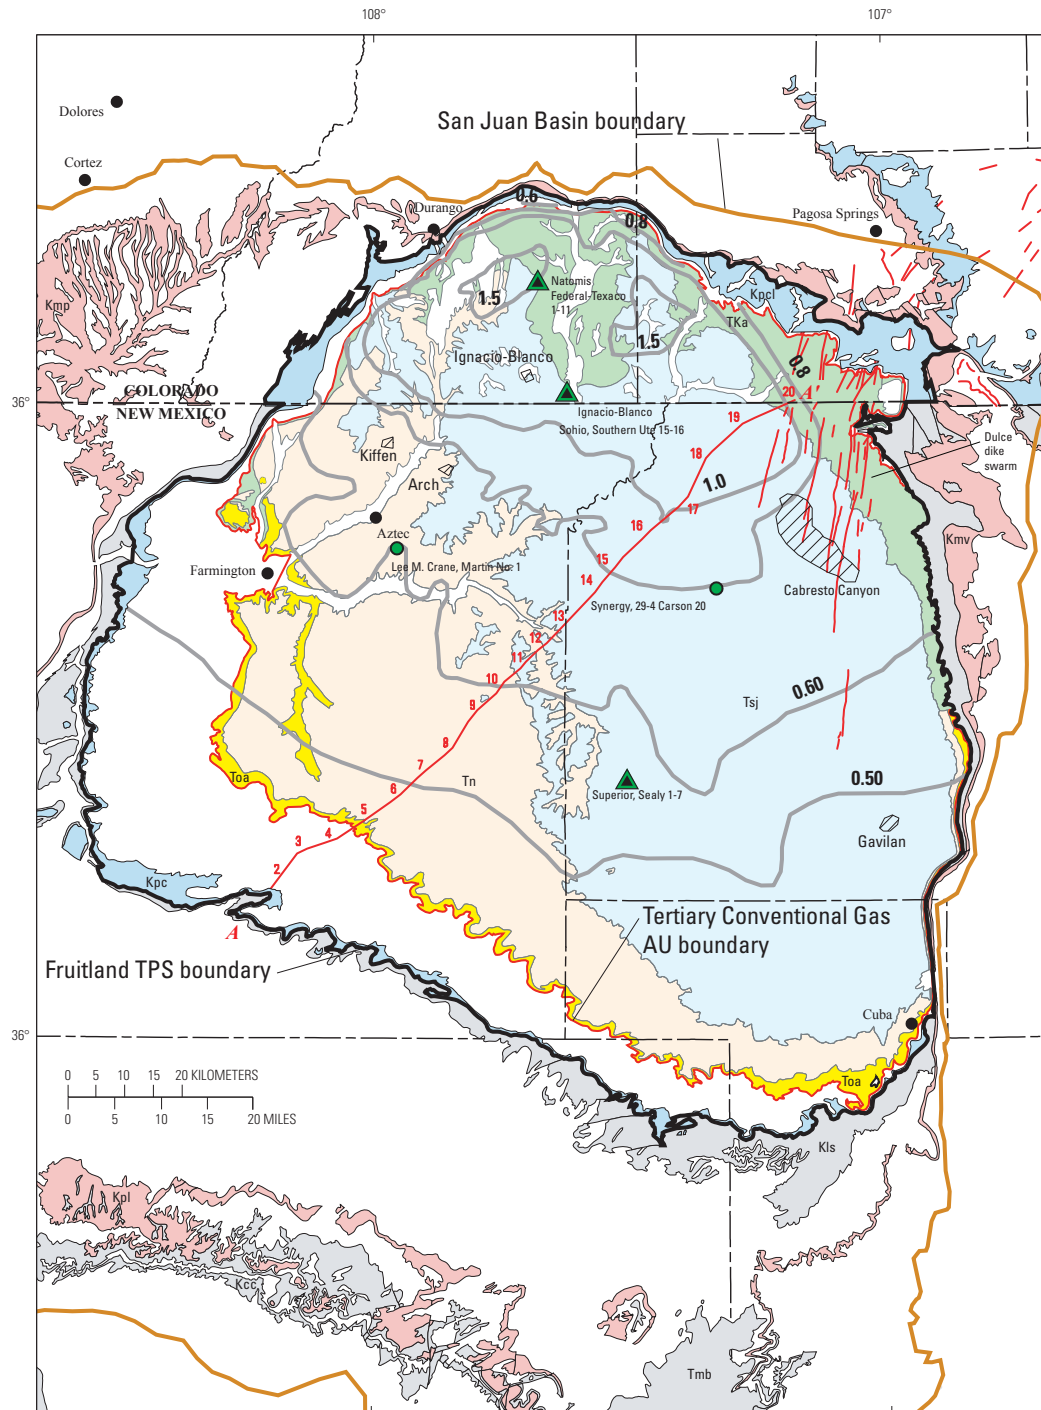 108°
107°
Dolores
San Juan Basin boundary
Cortez
0.6
Durango
0.8
Pagosa Springs
Natomis
Federal-Texaco
1-11
1.5
Kpcl
Kmp
TKa
1.5
Ignacio-Blanco
0.8
COLORADO
NEW MEXICO
36°
20
A
Ignacio-Blanco
19
Sohio, Southern Ute 15-16
Dulce
dike
swarm
Kiffen
18
Arch
1.0
17
16
Aztec
Kmv
15
Lee M. Crane, Martin No. 1
Farmington
14
Cabresto Canyon
Synergy, 29-4 Carson 20
13
12
11
10
0.60
9
Tsj
8
7
Tn
Toa
0.50
6
Superior, Sealy 1-7
5
4
Gavilan
3
2
Kpc
Tertiary Conventional Gas
AU boundary
A
Fruitland TPS boundary
Cuba
36°
0 5 10 15 20 KILOMETERS
0 5 10 15 20 MILES
Toa
Kls
Kpl
Kcc
Tmb